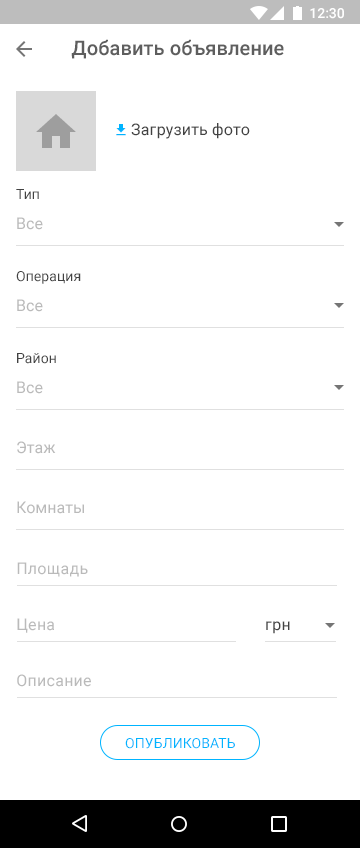 12:30
Добавить объявление
Загрузить фото
Тип
Все
Операция
Все
Район
Все
Этаж
Комнаты
Площадь
Цена
грн
Описание
ОПУБЛИКОВАТЬ